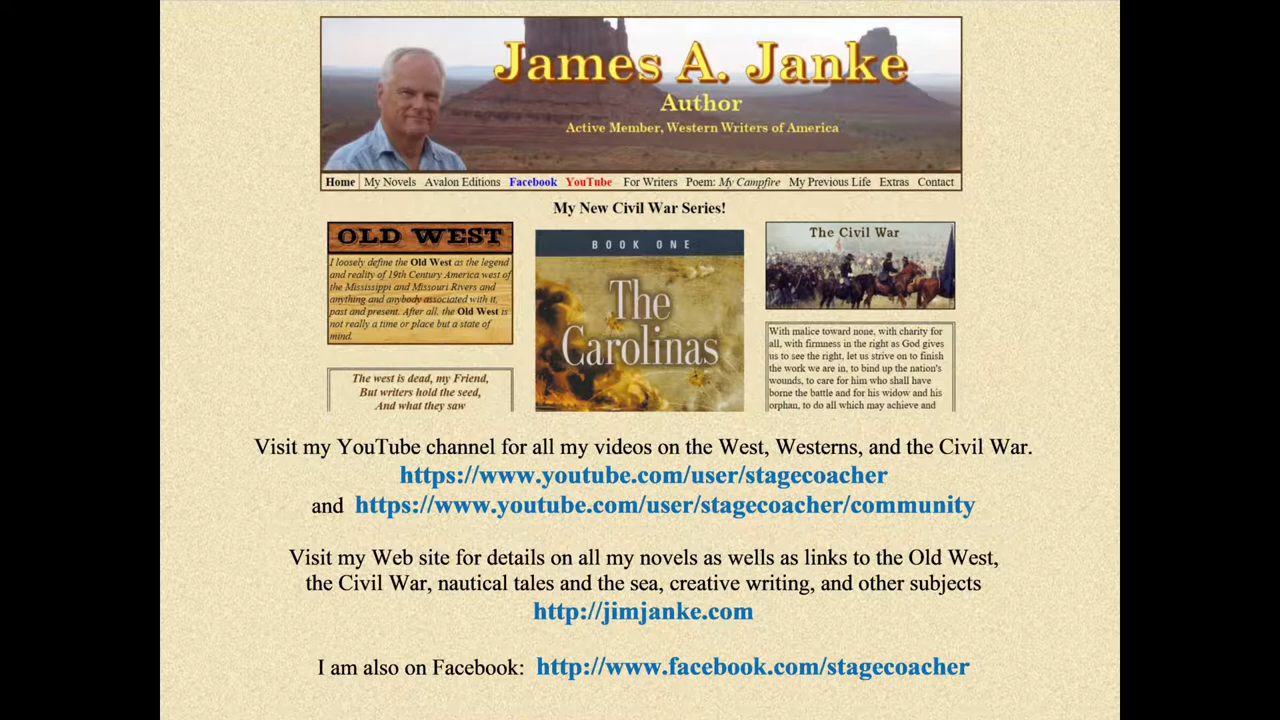 James A. Janke
Author
Active Member, Western Writers of America
Home My Novels Avalon Editions Facebook YouTube For Writers Poem: My Campfire My Previous Life Extras Contact
My New Civil War Series!
OLD WEST
I loosely define the Old West as the legend
and reality of 19th Century America west of
the Mississippi and Missouri Rivers and
anything and anybody associated with it,
past and present. After all, the Old West is
not really a time or place but a state of
mind.
The west is dead, my Friend,
But writers hold the seed,
And what they saw
BOOK ONE
The
Carolinas
The Civil War
With malice toward none, with charity for
all, with firmness in the right as God gives
us to see the right, let us strive on to finish
the work we are in, to bind up the nation's
wounds, to care for him who shall have
borne the battle and for his widow and his
orphan, to do all which may achieve and
Visit my YouTube channel for all my videos on the West, Westerns, and the Civil War.
https://www.youtube.com/user/stagecoacher
and https://www.youtube.com/user/stagecoacher/community
Visit my Web site for details on all my novels as wells as links to the Old West,
the Civil War, nautical tales and the sea, creative writing, and other subjects
http://jimjanke.com
I am also on Facebook: http://www.facebook.com/stagecoacher